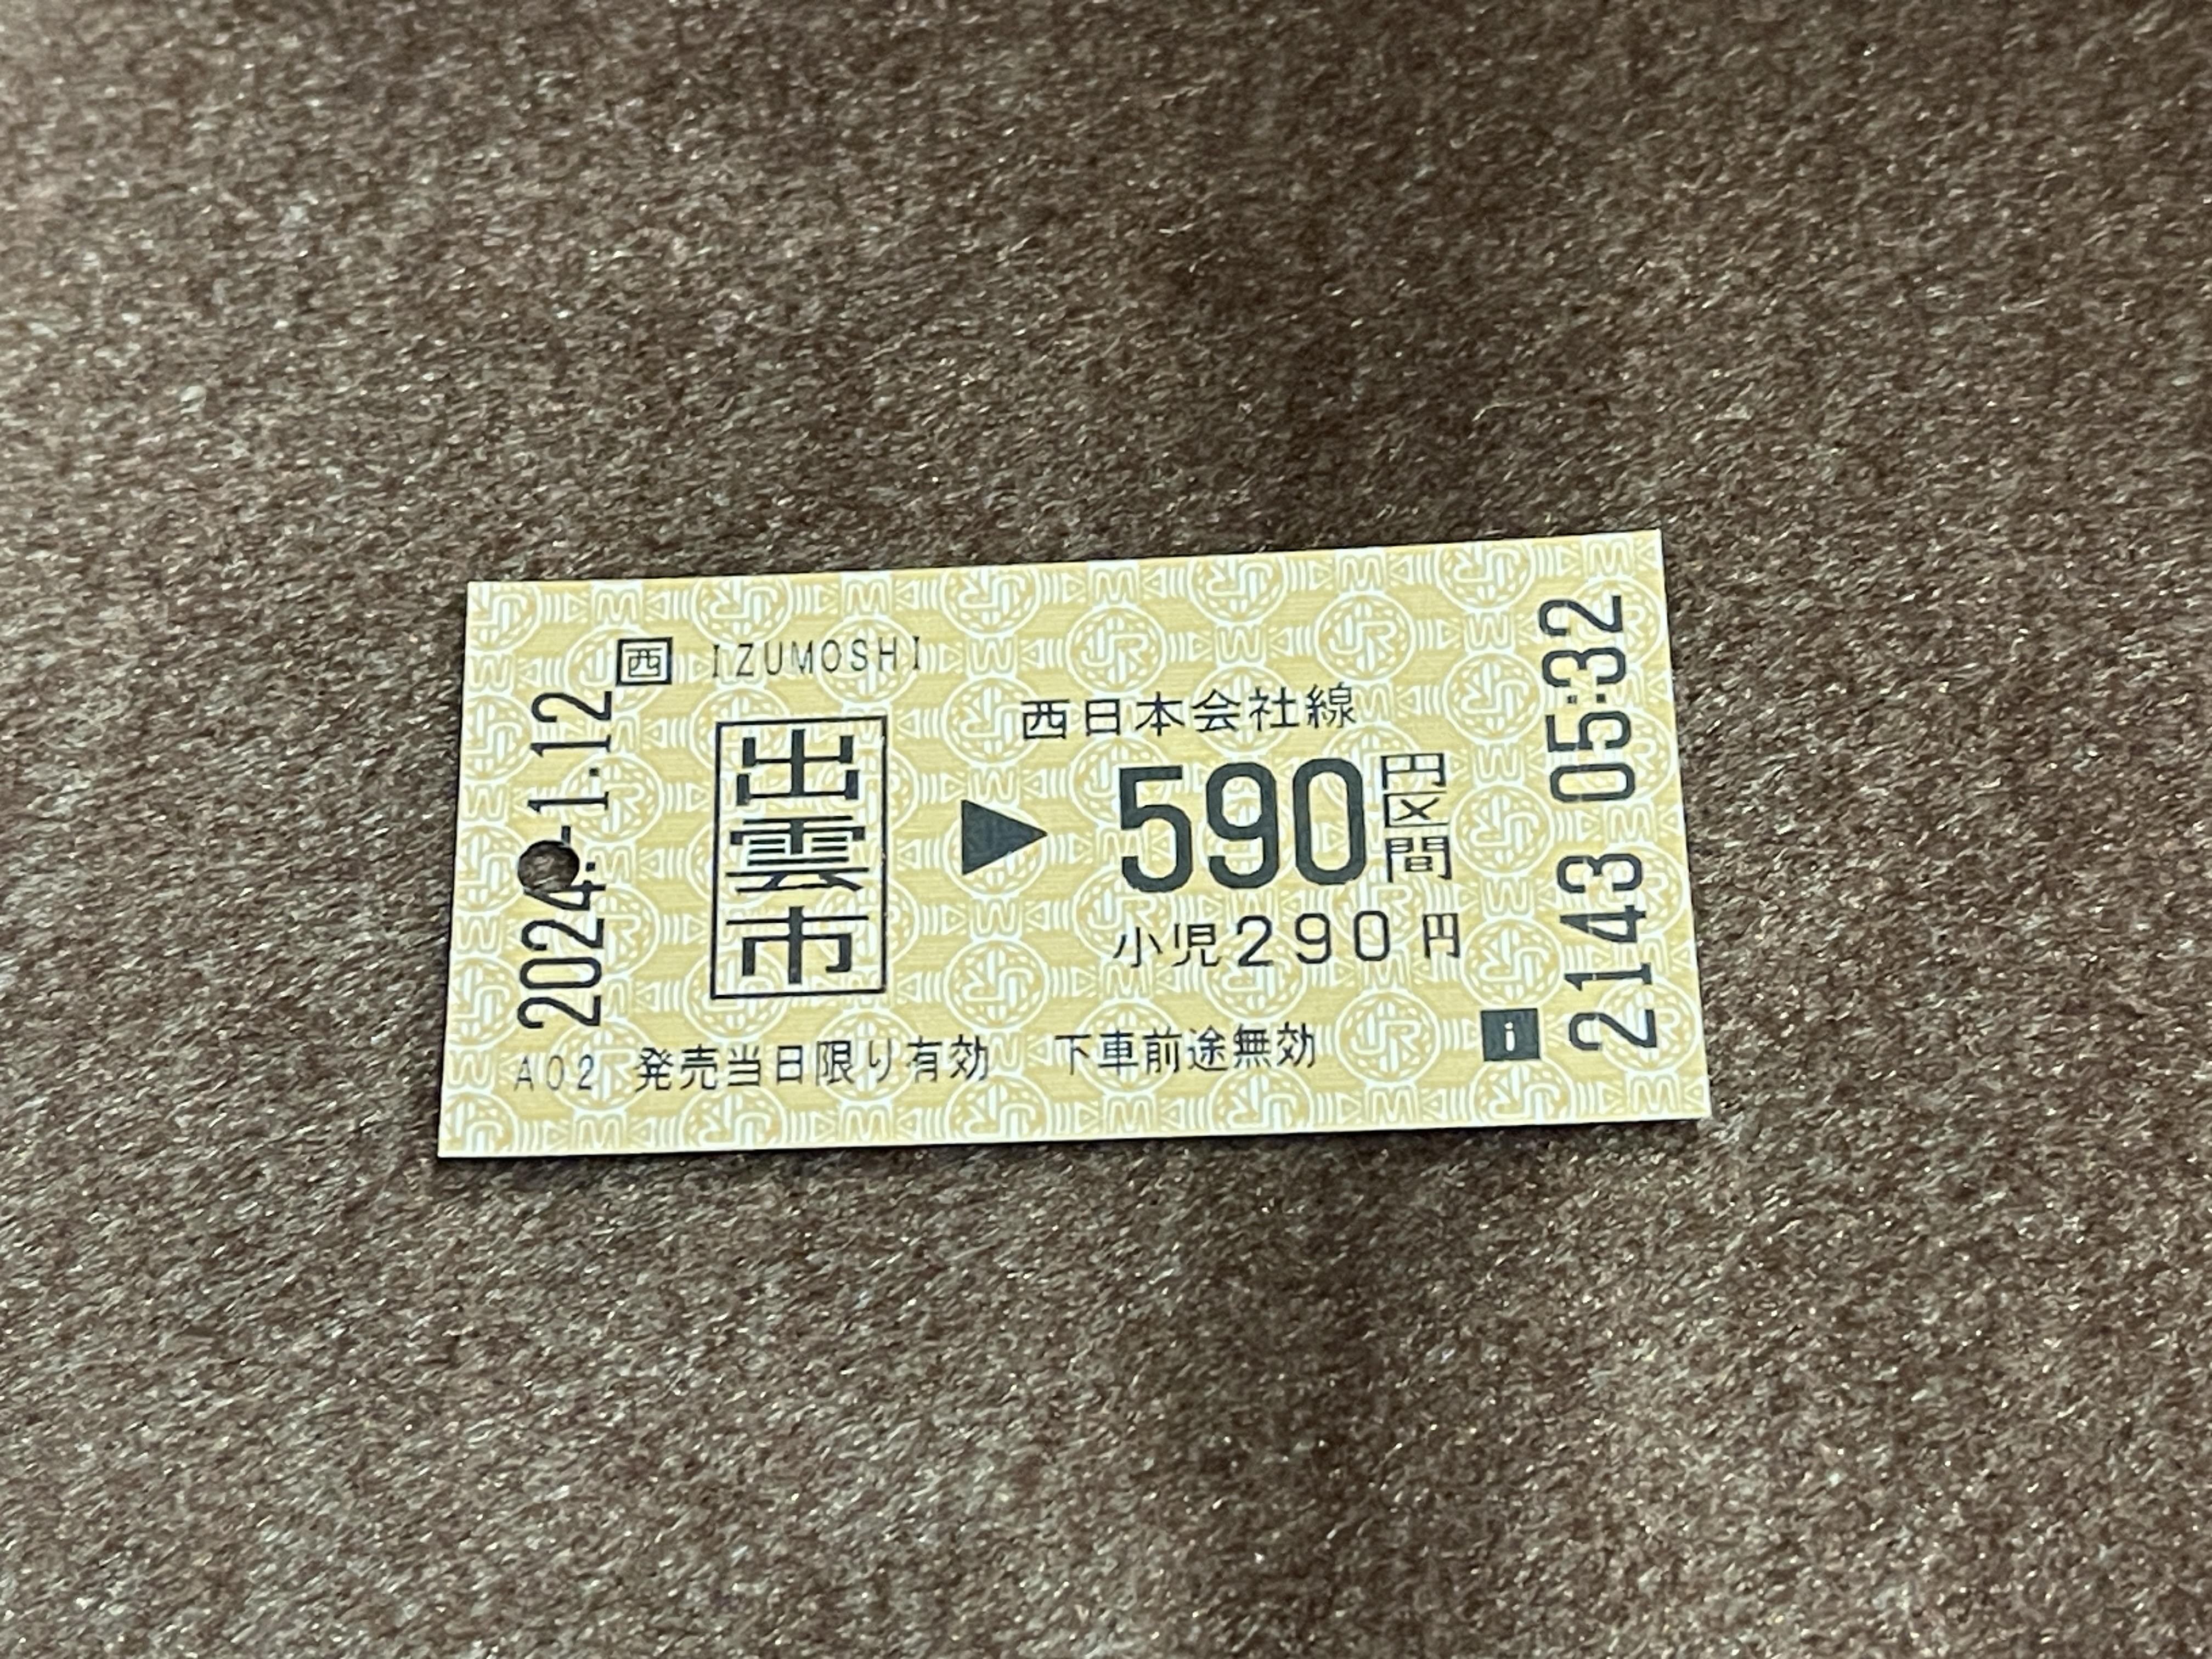 西 IZUMOSHI
2024.-1.12
出雲市
▶
西日本会社線
590円区間
小児290円
2143 05:32
A02 発売当日限り有効 下車前途無効
i